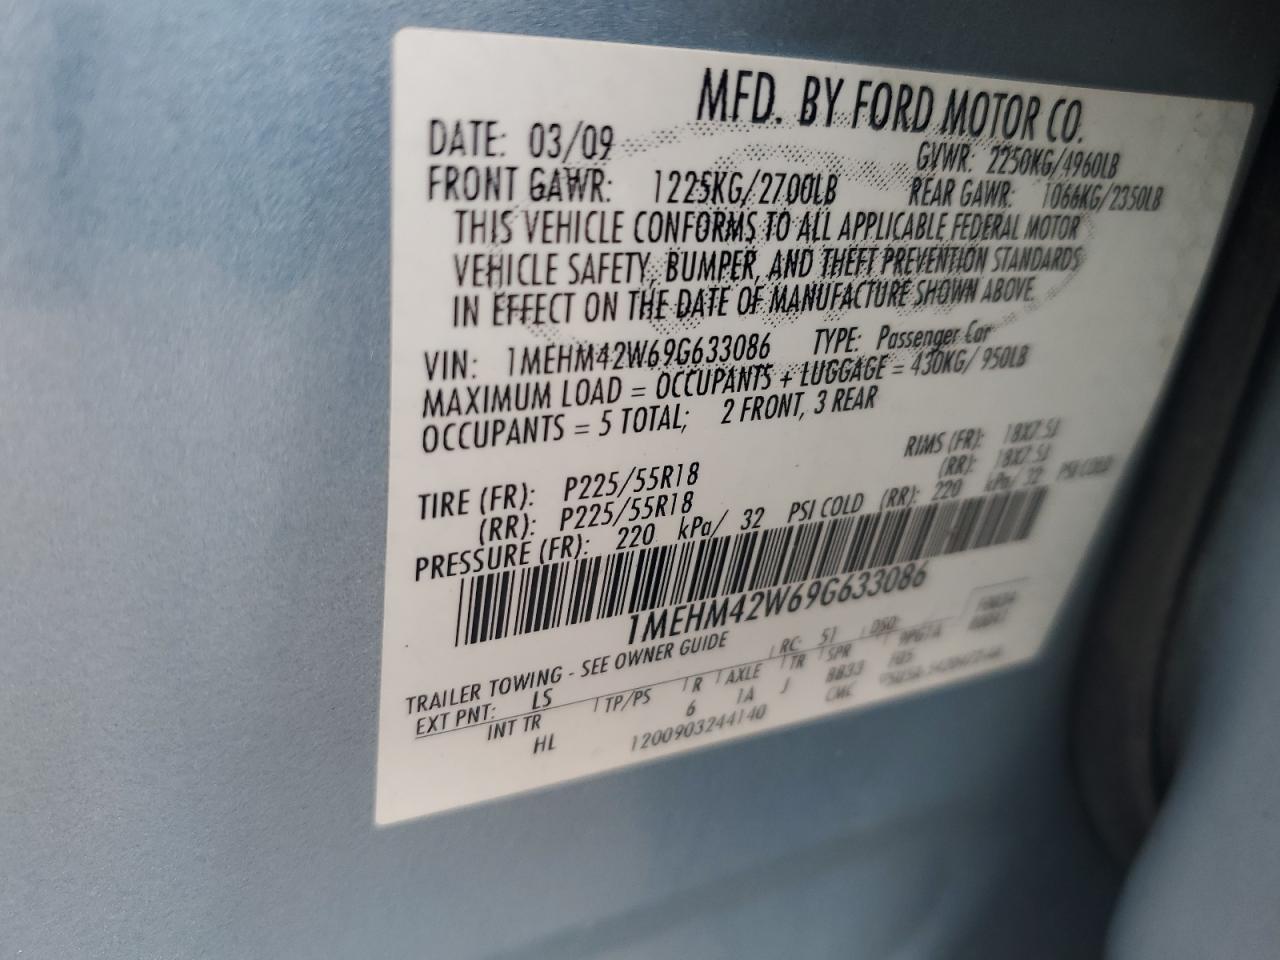 MFD. BY FORD MOTOR CO.
DATE: 03/09 GVWR: 2250KG/4960LB
FRONT GAWR: 1225KG/2700LB REAR GAWR: 1066KG/2350LB
THIS VEHICLE CONFORMS TO ALL APPLICABLE FEDERAL MOTOR
VEHICLE SAFETY, BUMPER, AND THEFT PREVENTION STANDARDS
IN EFFECT ON THE DATE OF MANUFACTURE SHOWN ABOVE.
VIN: 1MEHM42W69G633086 TYPE: Passenger Car
MAXIMUM LOAD = OCCUPANTS + LUGGAGE = 430KG/ 950LB
OCCUPANTS = 5 TOTAL; 2 FRONT, 3 REAR
TIRE (FR): P225/55R18 RIMS (FR): 18X7.5J
(RR): P225/55R18 (RR): 18X7.5J
PRESSURE (FR): 220 kPa/ 32 PSI COLD (RR): 220 kPa/ 32 PSI COLD
1MEHM42W69G633086
TRAILER TOWING - SEE OWNER GUIDE
EXT PNT: LS RC: 51 DSO:
INT TR TP/PS R AXLE TR SPR
HL 6 1A J BB33
1200903244140 CMC